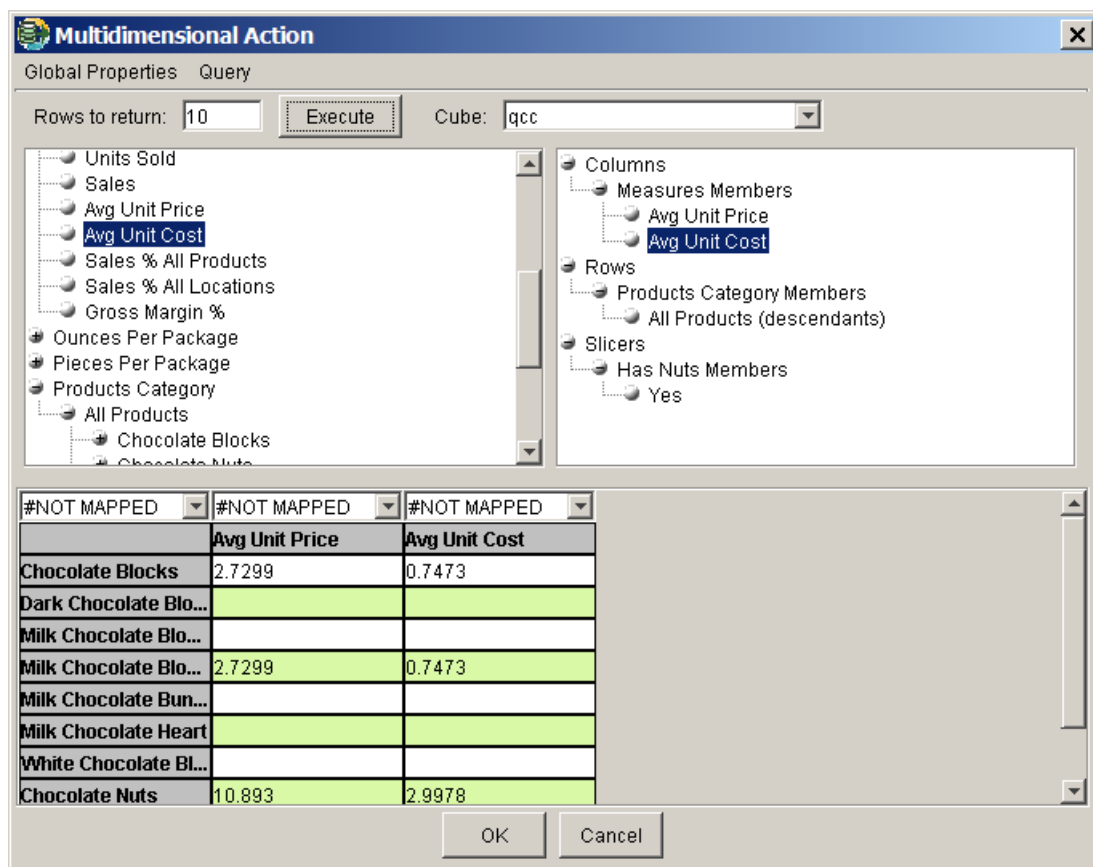 Multidimensional Action
Global Properties Query
Rows to return: 10 Execute Cube: qcc
Units Sold
Sales
Avg Unit Price
Avg Unit Cost
Sales % All Products
Sales % All Locations
Gross Margin %
Ounces Per Package
Pieces Per Package
Products Category
All Products
Chocolate Blocks
Chocolate Nuts
Columns
Measures Members
Avg Unit Price
Avg Unit Cost
Rows
Products Category Members
All Products (descendants)
Slicers
Has Nuts Members
Yes
#NOT MAPPED #NOT MAPPED #NOT MAPPED
Avg Unit Price Avg Unit Cost
Chocolate Blocks 2.7299 0.7473
Dark Chocolate Blo...
Milk Chocolate Blo...
Milk Chocolate Blo... 2.7299 0.7473
Milk Chocolate Bun...
Milk Chocolate Heart
White Chocolate Bl...
Chocolate Nuts 10.893 2.9978
OK Cancel